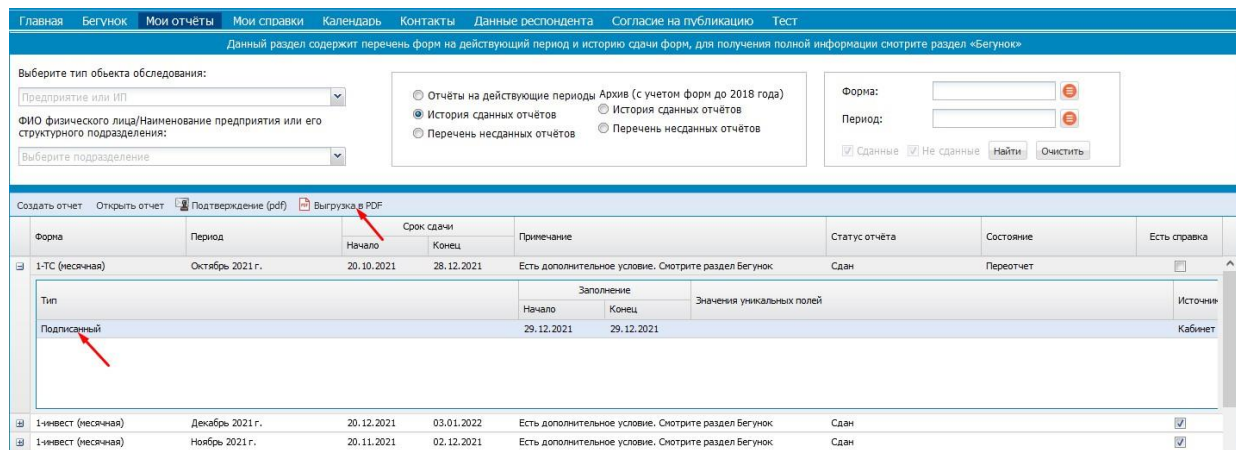 Главная Бегунок Мои отчёты Мои справки Календарь Контакты Данные респондента Согласие на публикацию Тест
Данный раздел содержит перечень форм на действующий период и историю сдачи форм, для получения полной информации смотрите раздел «Бегунок»
Выберите тип обьекта обследования:
Предприятие или ИП
ФИО физического лица/Наименование предприятия или его
структурного подразделения:
Выберите подразделение
Отчёты на действующие периоды Архив (с учетом форм до 2018 года)
История сданных отчётов История сданных отчётов
Перечень несданных отчётов Перечень несданных отчётов
Форма:
Период:
Сданные Не сданные Найти Очистить
Создать отчет Открыть отчет Подтверждение (pdf) Выгрузка в PDF
Форма Период Срок сдачи Примечание Статус отчёта Состояние Есть справка
Начало Конец
1-ТС (месячная) Октябрь 2021 г. 20.10.2021 28.12.2021 Есть дополнительное условие. Смотрите раздел Бегунок Сдан Переотчет
Тип Заполнение Значения уникальных полей Источник
Начало Конец
Подписанный 29.12.2021 29.12.2021 Кабинет
1-инвест (месячная) Декабрь 2021 г. 20.12.2021 03.01.2022 Есть дополнительное условие. Смотрите раздел Бегунок Сдан
1-инвест (месячная) Ноябрь 2021 г. 20.11.2021 02.12.2021 Есть дополнительное условие. Смотрите раздел Бегунок Сдан